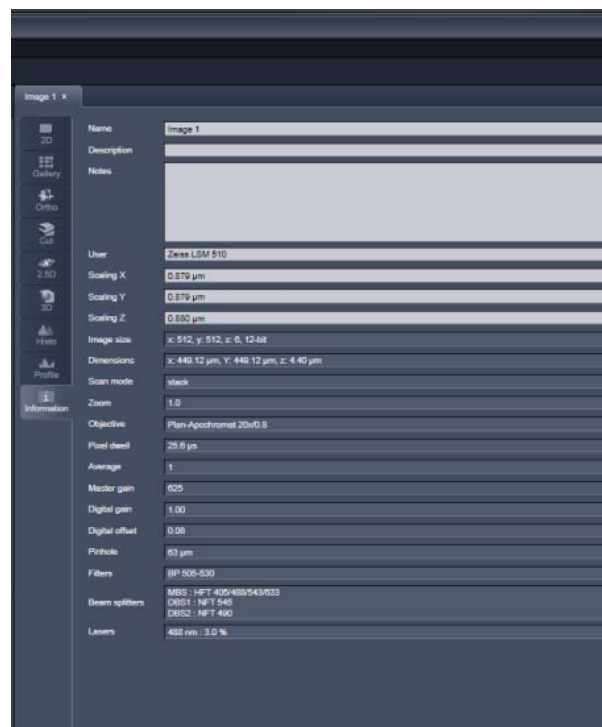 Image 1 x
2D
Gallery
Ortho
Cut
2.5D
3D
Histo
Profile
Information
Name Image 1
Description
Notes
User Zeiss LSM 510
Scaling X 0.879 µm
Scaling Y 0.879 µm
Scaling Z 0.880 µm
Image size x: 512, y: 512, z: 6, 12-bit
Dimensions x: 449.12 µm, Y: 449.12 µm, z: 4.40 µm
Scan mode stack
Zoom 1.0
Objective Plan-Apochromat 20x/0.8
Pixel dwell 25.6 µs
Average 1
Master gain 625
Digital gain 1.00
Digital offset 0.08
Pinhole 63 µm
Filters BP 505-530
Beam splitters MBS : HFT 405/488/543/633
DBS1 : NFT 545
DBS2 : NFT 490
Lasers 488 nm : 3.0 %